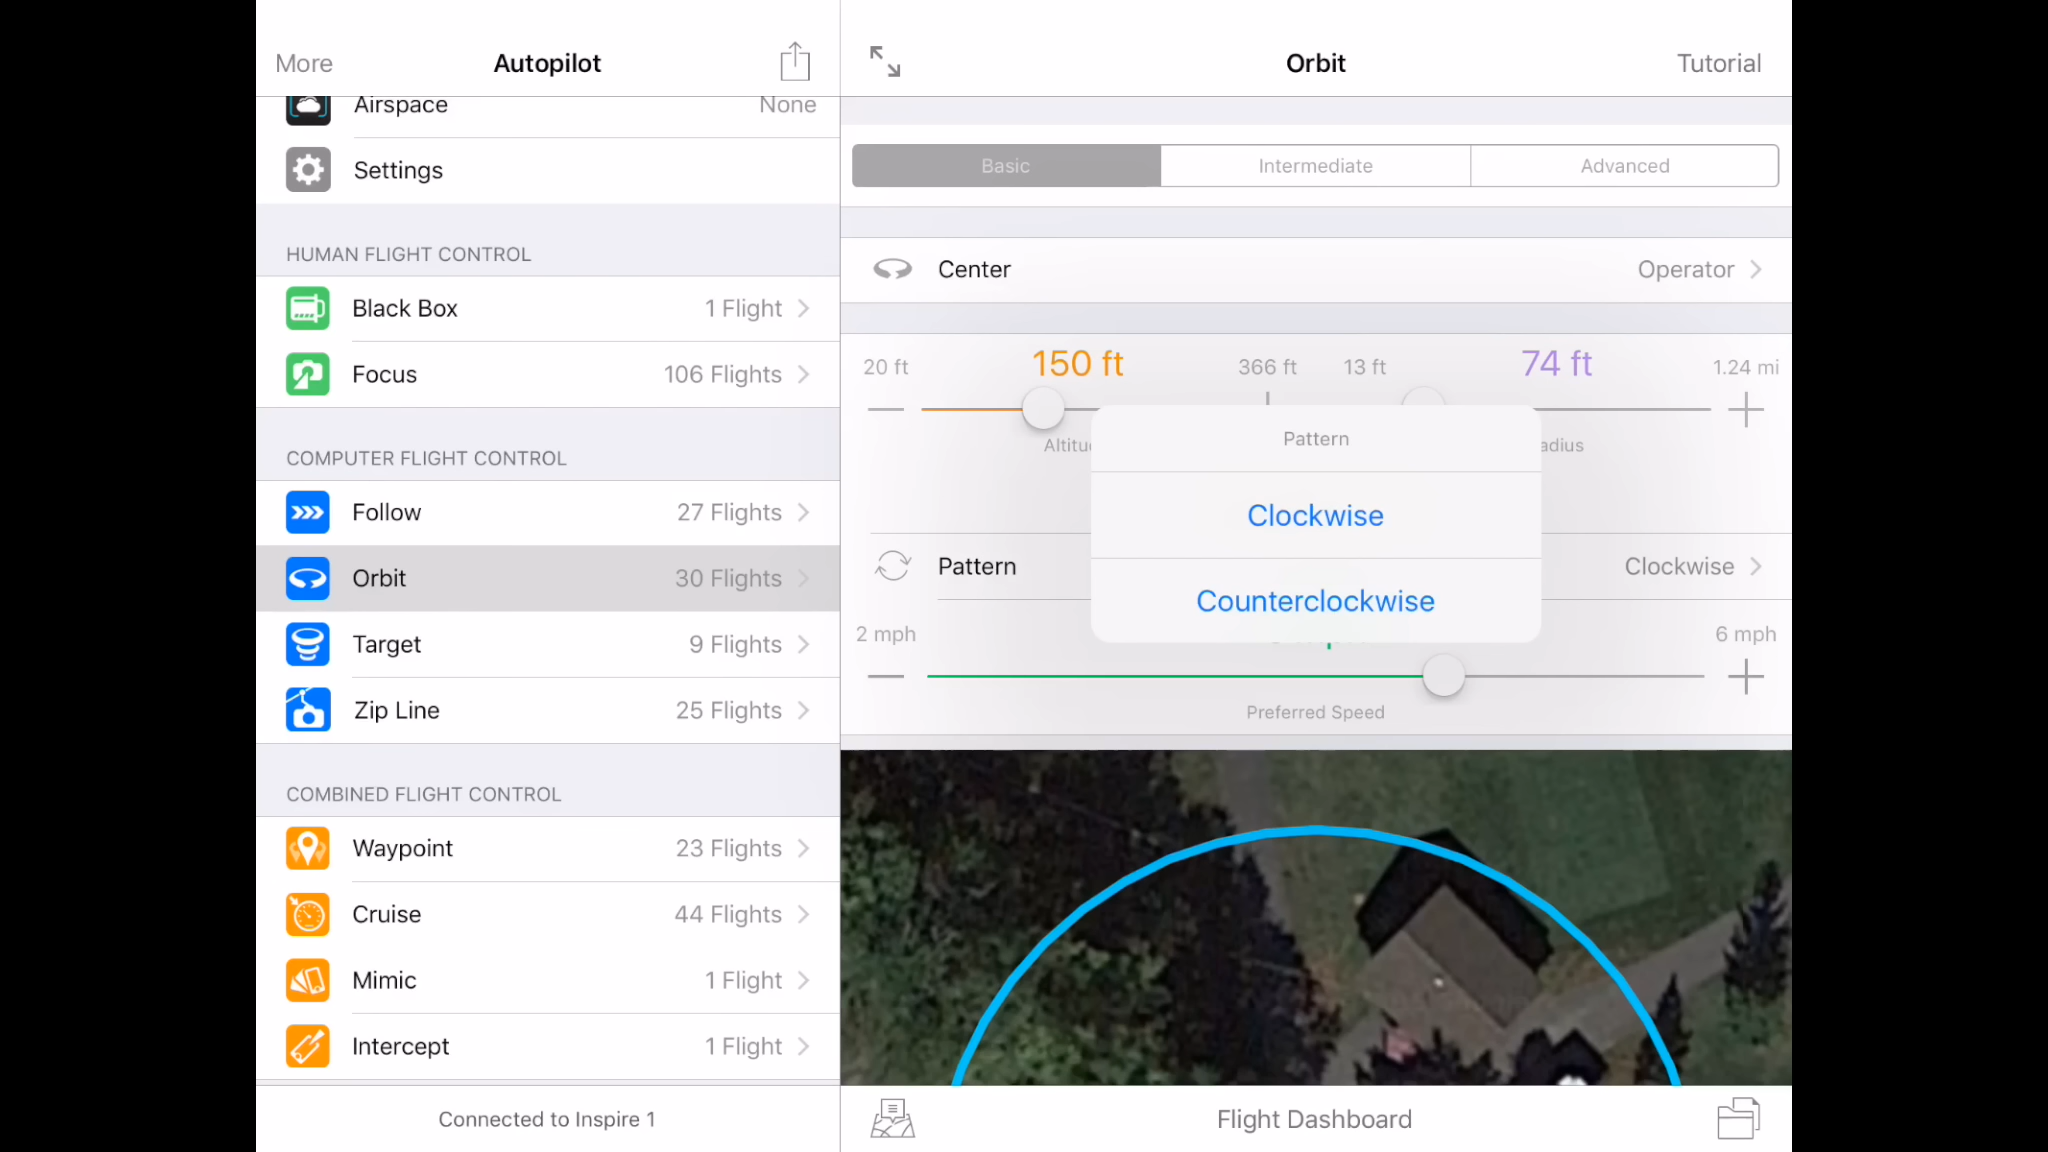 More
Autopilot
Airspace
None
Settings
HUMAN FLIGHT CONTROL
Black Box
1 Flight
Focus
106 Flights
COMPUTER FLIGHT CONTROL
Follow
27 Flights
Orbit
30 Flights
Target
9 Flights
Zip Line
25 Flights
COMBINED FLIGHT CONTROL
Waypoint
23 Flights
Cruise
44 Flights
Mimic
1 Flight
Intercept
1 Flight
Connected to Inspire 1
Orbit
Tutorial
Basic
Intermediate
Advanced
Center
Operator
20 ft
150 ft
366 ft
13 ft
74 ft
1.24 mi
Pattern
Clockwise
Counterclockwise
Pattern
Clockwise
2 mph
6 mph
Preferred Speed
Flight Dashboard